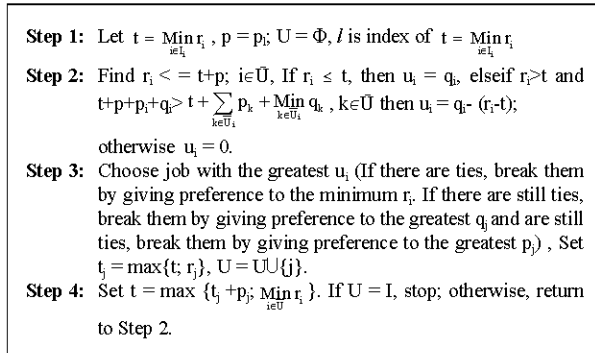 Step 1: Let t = Min r_i , p = p_l; U = Φ, l is index of t = Min r_i
i∈I_i i∈I_i
Step 2: Find r_i < = t+p; i∈Ū, If r_i ≤ t, then u_i = q_i, elseif r_i>t and
t+p+p_i+q_i> t + ∑ p_k + Min q_k , k∈Ū then u_i = q_i- (r_i-t);
k∈Ū_i k∈Ū_i
otherwise u_i = 0.
Step 3: Choose job with the greatest u_i (If there are ties, break them
by giving preference to the minimum r_i. If there are still ties,
break them by giving preference to the greatest q_j and are still
ties, break them by giving preference to the greatest p_j) , Set
t_j = max{t; r_j}, U = U∪{j}.
Step 4: Set t = max {t_j +p_j; Min r_i }. If U = I, stop; otherwise, return
i∈Ū
to Step 2.